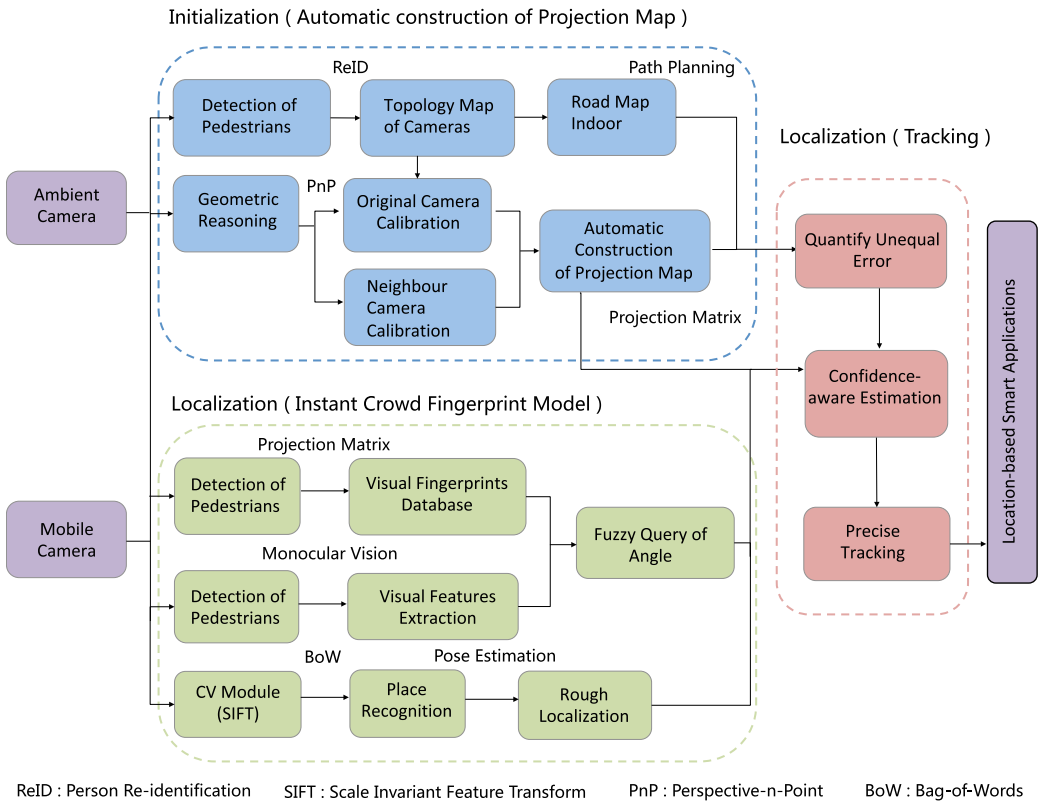 Initialization ( Automatic construction of Projection Map )
ReID
Path Planning
Detection of
Pedestrians
Topology Map
of Cameras
Road Map
Indoor
Localization ( Tracking )
Ambient
Camera
Geometric
Reasoning
PnP
Original Camera
Calibration
Automatic
Construction
of Projection Map
Neighbour
Camera
Calibration
Projection Matrix
Quantify Unequal
Error
Confidence-
aware Estimation
Precise
Tracking
Location-based Smart Applications
Localization ( Instant Crowd Fingerprint Model )
Projection Matrix
Detection of
Pedestrians
Visual Fingerprints
Database
Mobile
Camera
Monocular Vision
Fuzzy Query of
Angle
Detection of
Pedestrians
Visual Features
Extraction
BoW
Pose Estimation
CV Module
(SIFT)
Place
Recognition
Rough
Localization
ReID : Person Re-identification
SIFT : Scale Invariant Feature Transform
PnP : Perspective-n-Point
BoW : Bag-of-Words